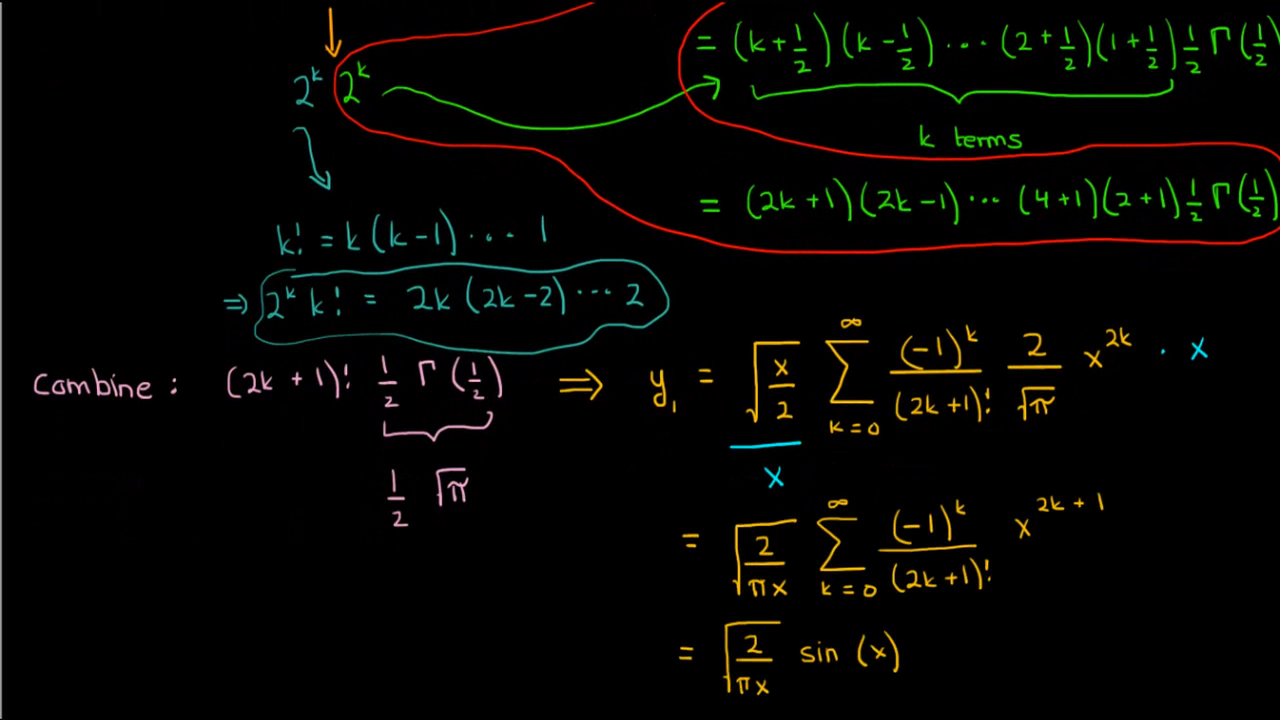 = (k + 1/2)(k - 1/2) ··· (2 + 1/2)(1 + 1/2) 1/2 Γ(1/2)
2^k 2^k
k terms
= (2k + 1)(2k - 1) ··· (4 + 1)(2 + 1) 1/2 Γ(1/2)
k! = k (k - 1) ··· 1
⇒ 2^k k! = 2k (2k - 2) ··· 2
Combine : (2k + 1)! 1/2 Γ(1/2) ⇒ y_1 = √(x/2) / x ∑_{k=0}^{∞} (-1)^k/(2k+1)! 2/√π x^{2k} · x
1/2 √π
= √(2/(πx)) ∑_{k=0}^{∞} (-1)^k/(2k+1)! x^{2k+1}
= √(2/(πx)) sin (x)